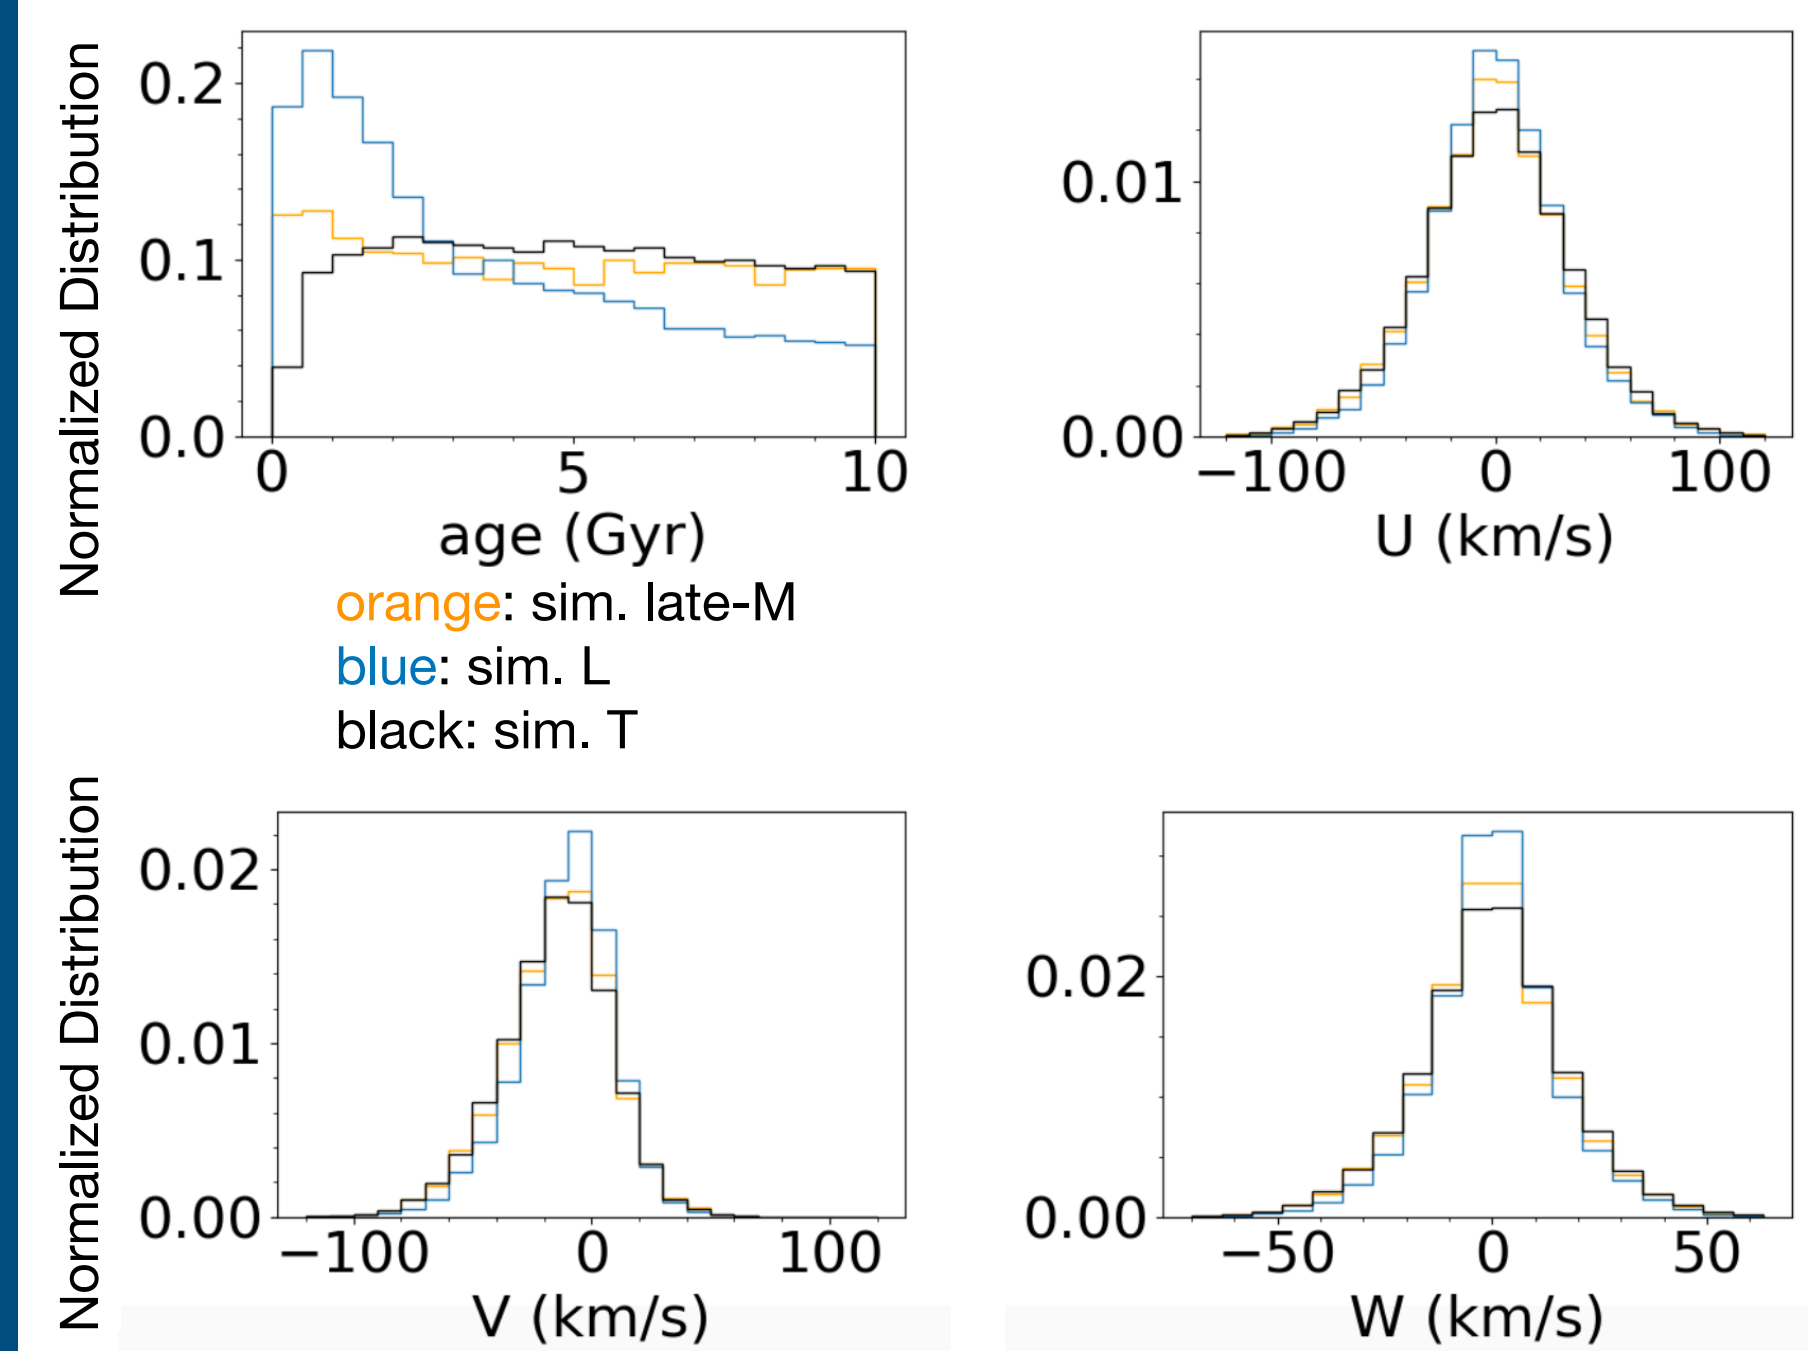 Normalized Distribution
0.2
0.1
0.0
0
5
10
age (Gyr)
0.01
0.00
−100
0
100
U (km/s)
orange: sim. late-M
blue: sim. L
black: sim. T
Normalized Distribution
0.02
0.01
0.00
−100
0
100
V (km/s)
0.02
0.00
−50
0
50
W (km/s)